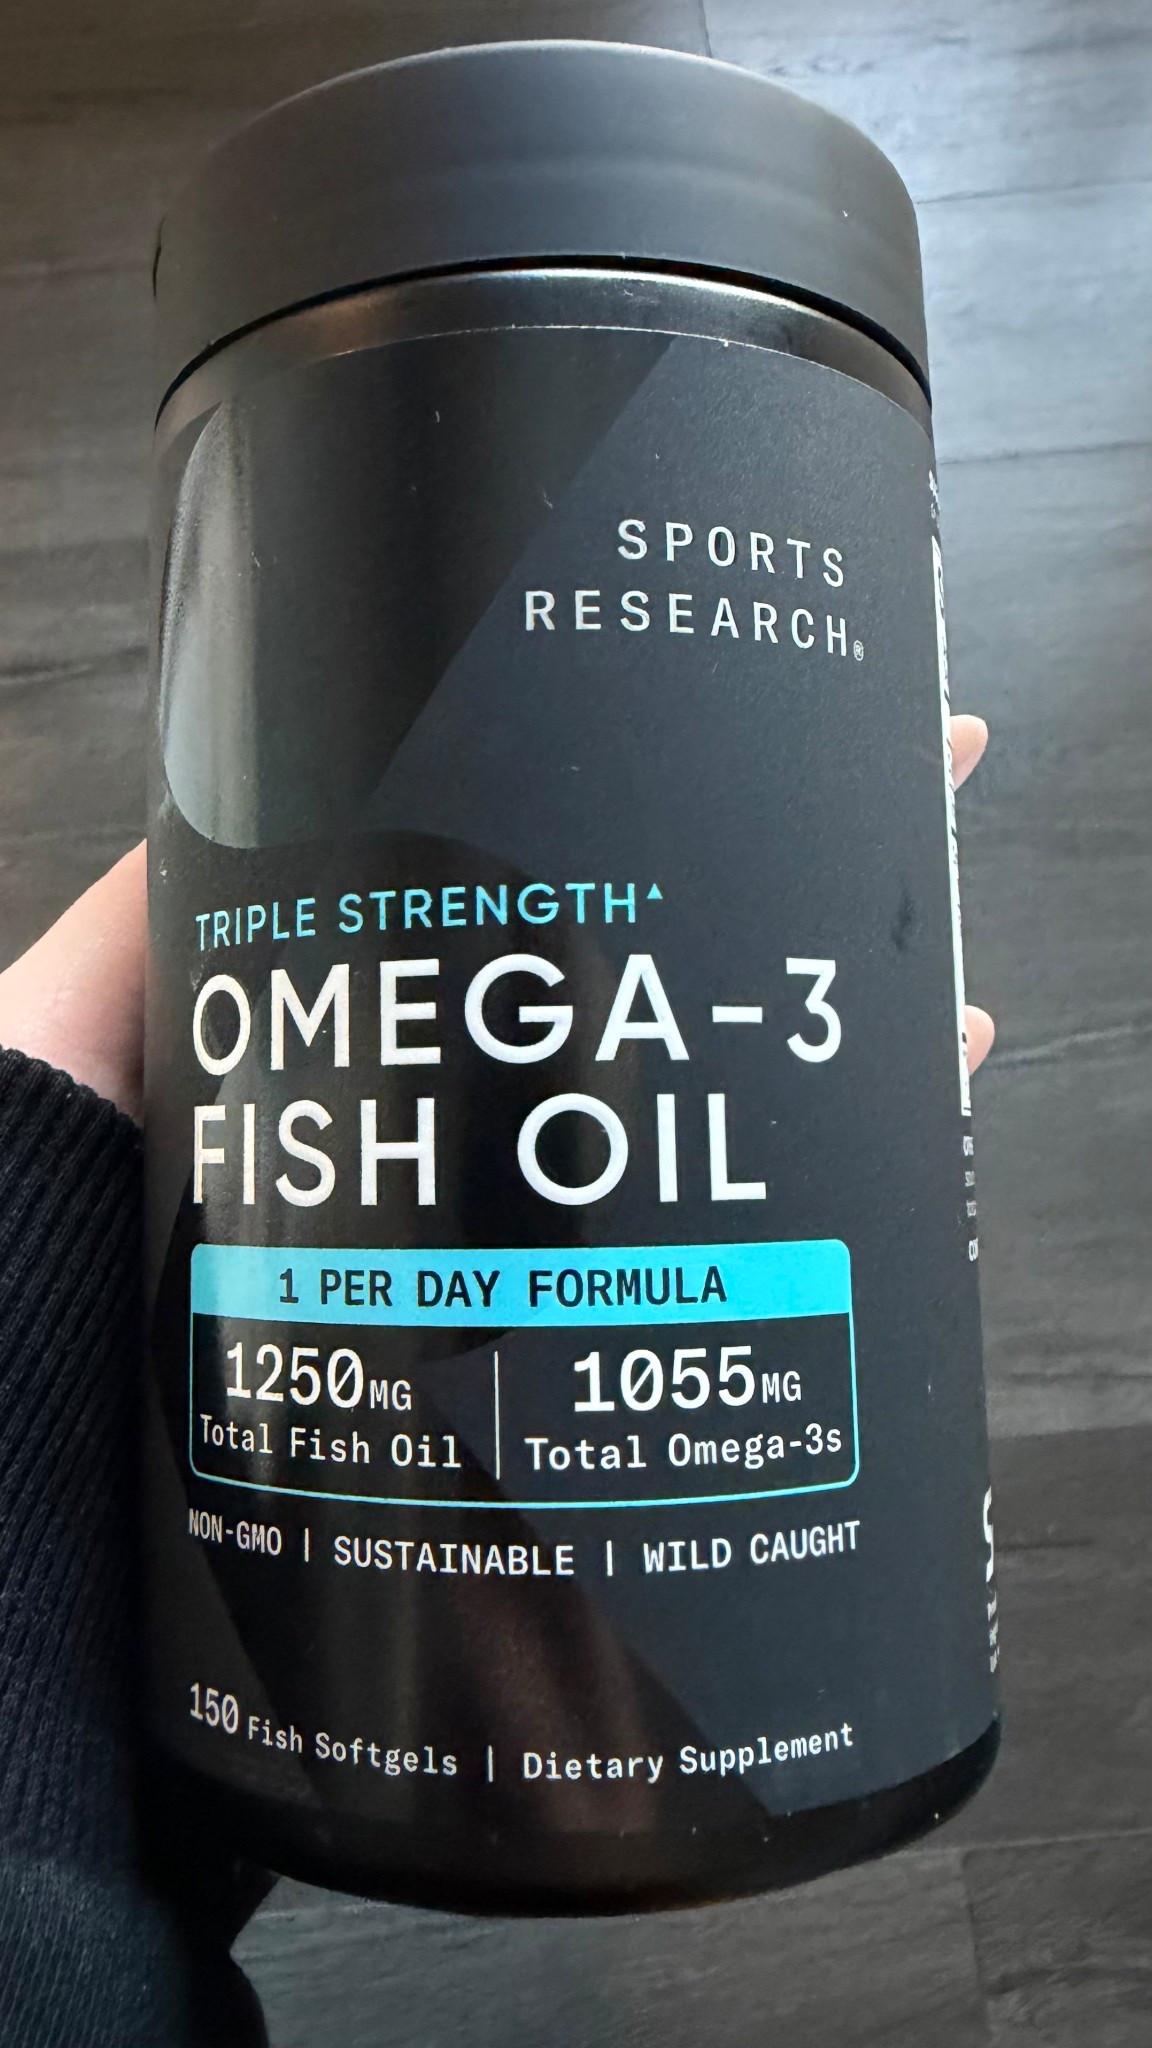 SPORTS
RESEARCH®
TRIPLE STRENGTH▲
OMEGA-3
FISH OIL
1 PER DAY FORMULA
1250MG | 1055MG
Total Fish Oil | Total Omega-3s
NON-GMO | SUSTAINABLE | WILD CAUGHT
150 Fish Softgels | Dietary Supplement